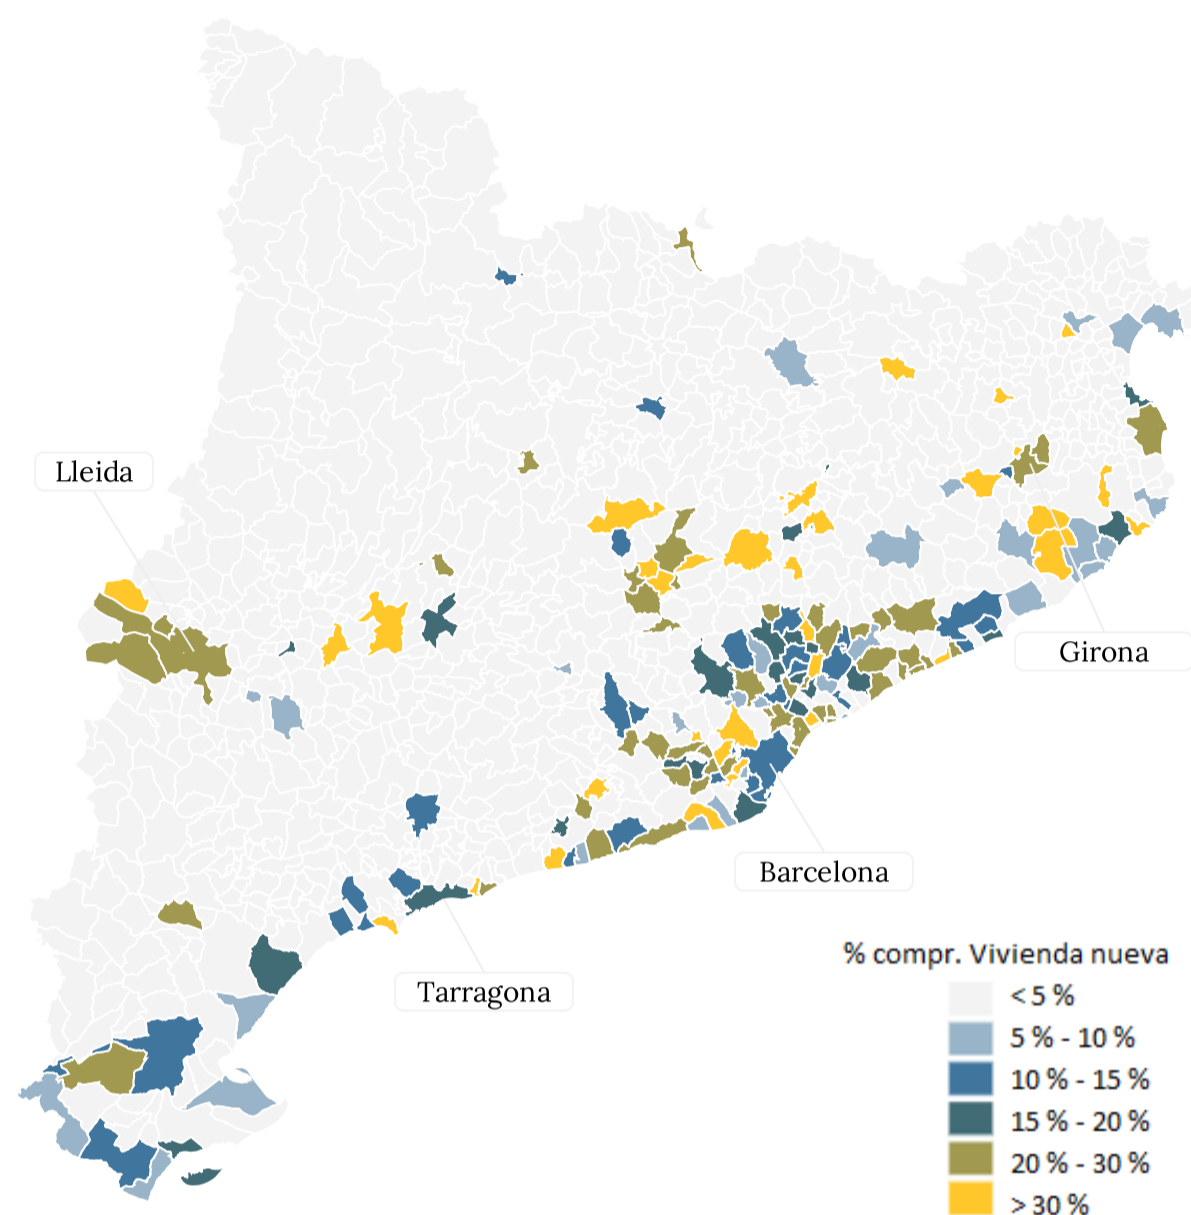 Lleida
Girona
Barcelona
Tarragona
% compr. Vivienda nueva
< 5 %
5 % - 10 %
10 % - 15 %
15 % - 20 %
20 % - 30 %
> 30 %